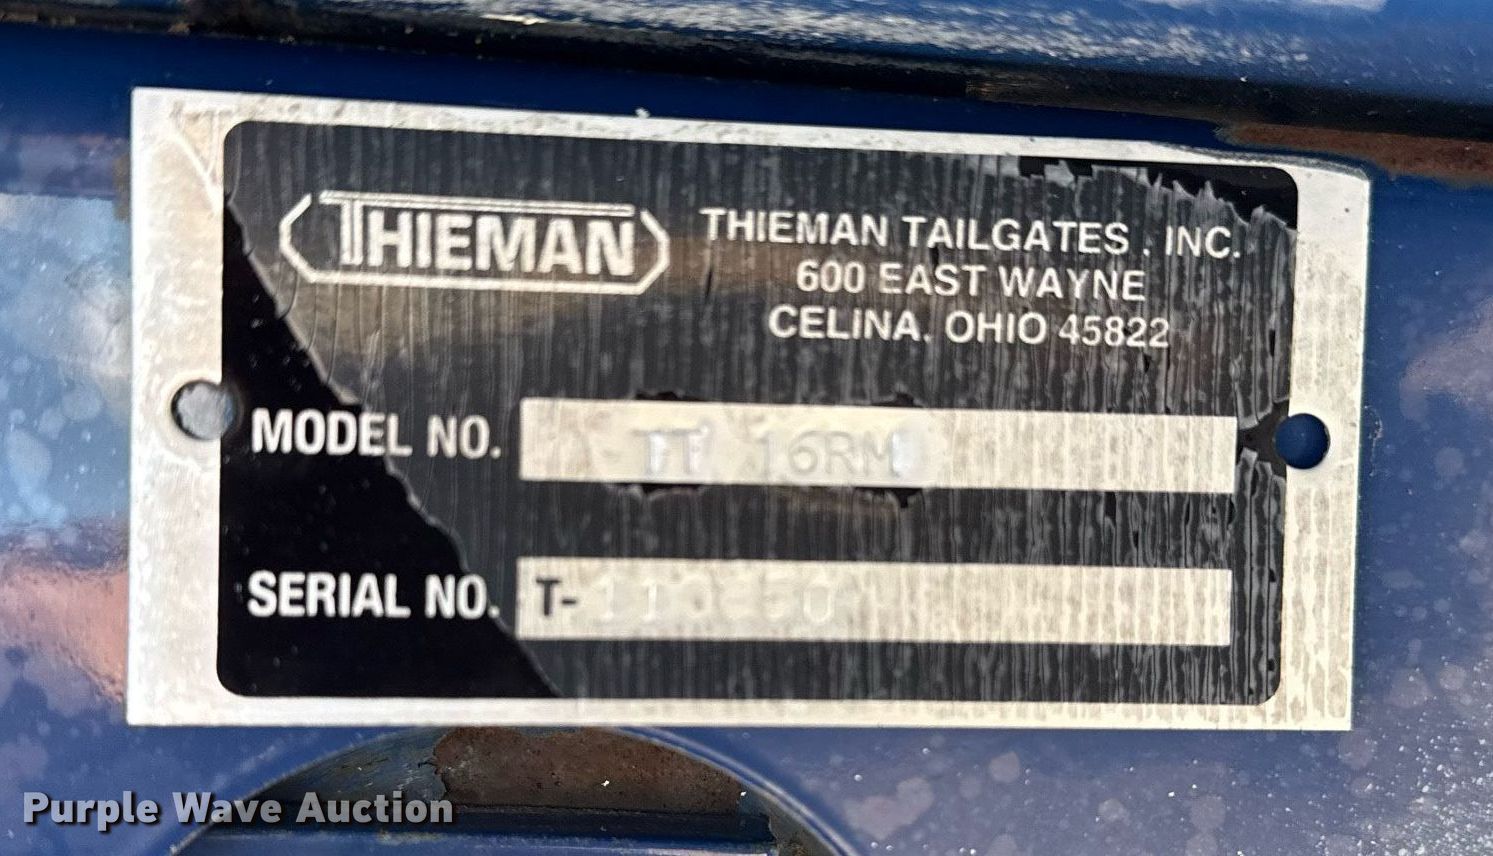 THIEMAN
THIEMAN TAILGATES . INC.
600 EAST WAYNE
CELINA. OHIO 45822
MODEL NO. TT 16RM
SERIAL NO. T-
Purple Wave Auction